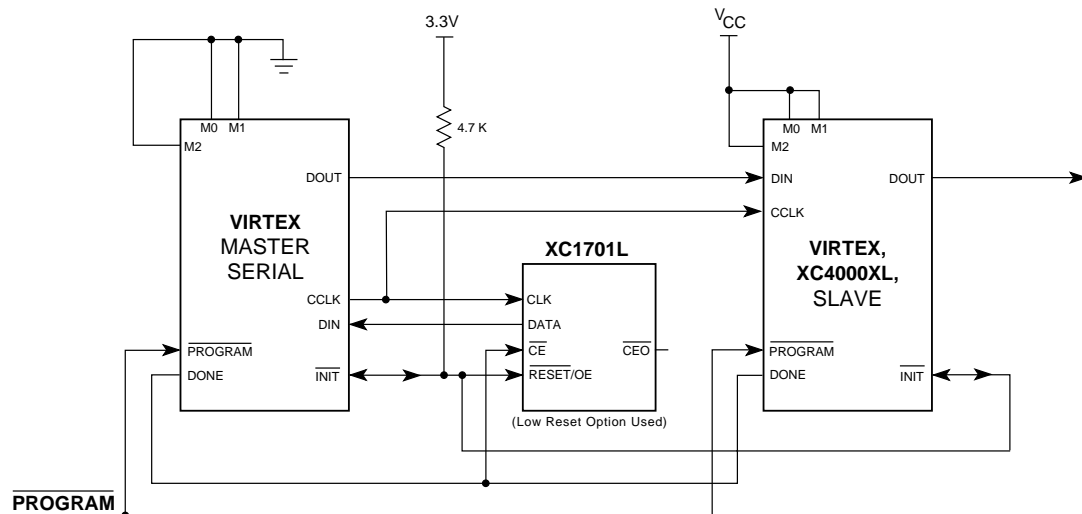 3.3V
VCC
M0 M1
M2
4.7 K
M0 M1
M2
DOUT
DIN
DOUT
CCLK
VIRTEX
MASTER
SERIAL
XC1701L
VIRTEX,
XC4000XL,
SLAVE
CCLK
CLK
DIN
DATA
PROGRAM
CE
CEO
PROGRAM
DONE
INIT
RESET/OE
DONE
INIT
(Low Reset Option Used)
PROGRAM